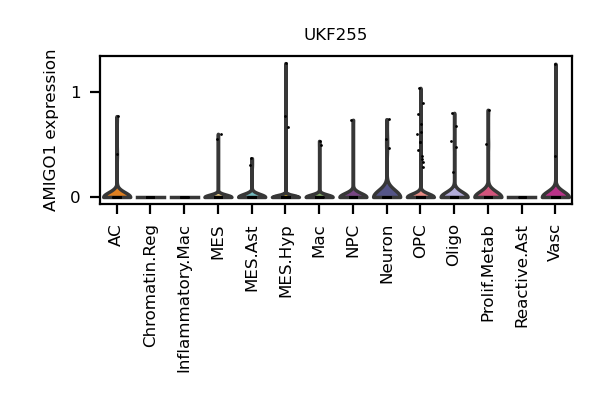 UKF255
AMIGO1 expression
1
0
AC
Chromatin.Reg
Inflammatory.Mac
MES
MES.Ast
MES.Hyp
Mac
NPC
Neuron
OPC
Oligo
Prolif.Metab
Reactive.Ast
Vasc